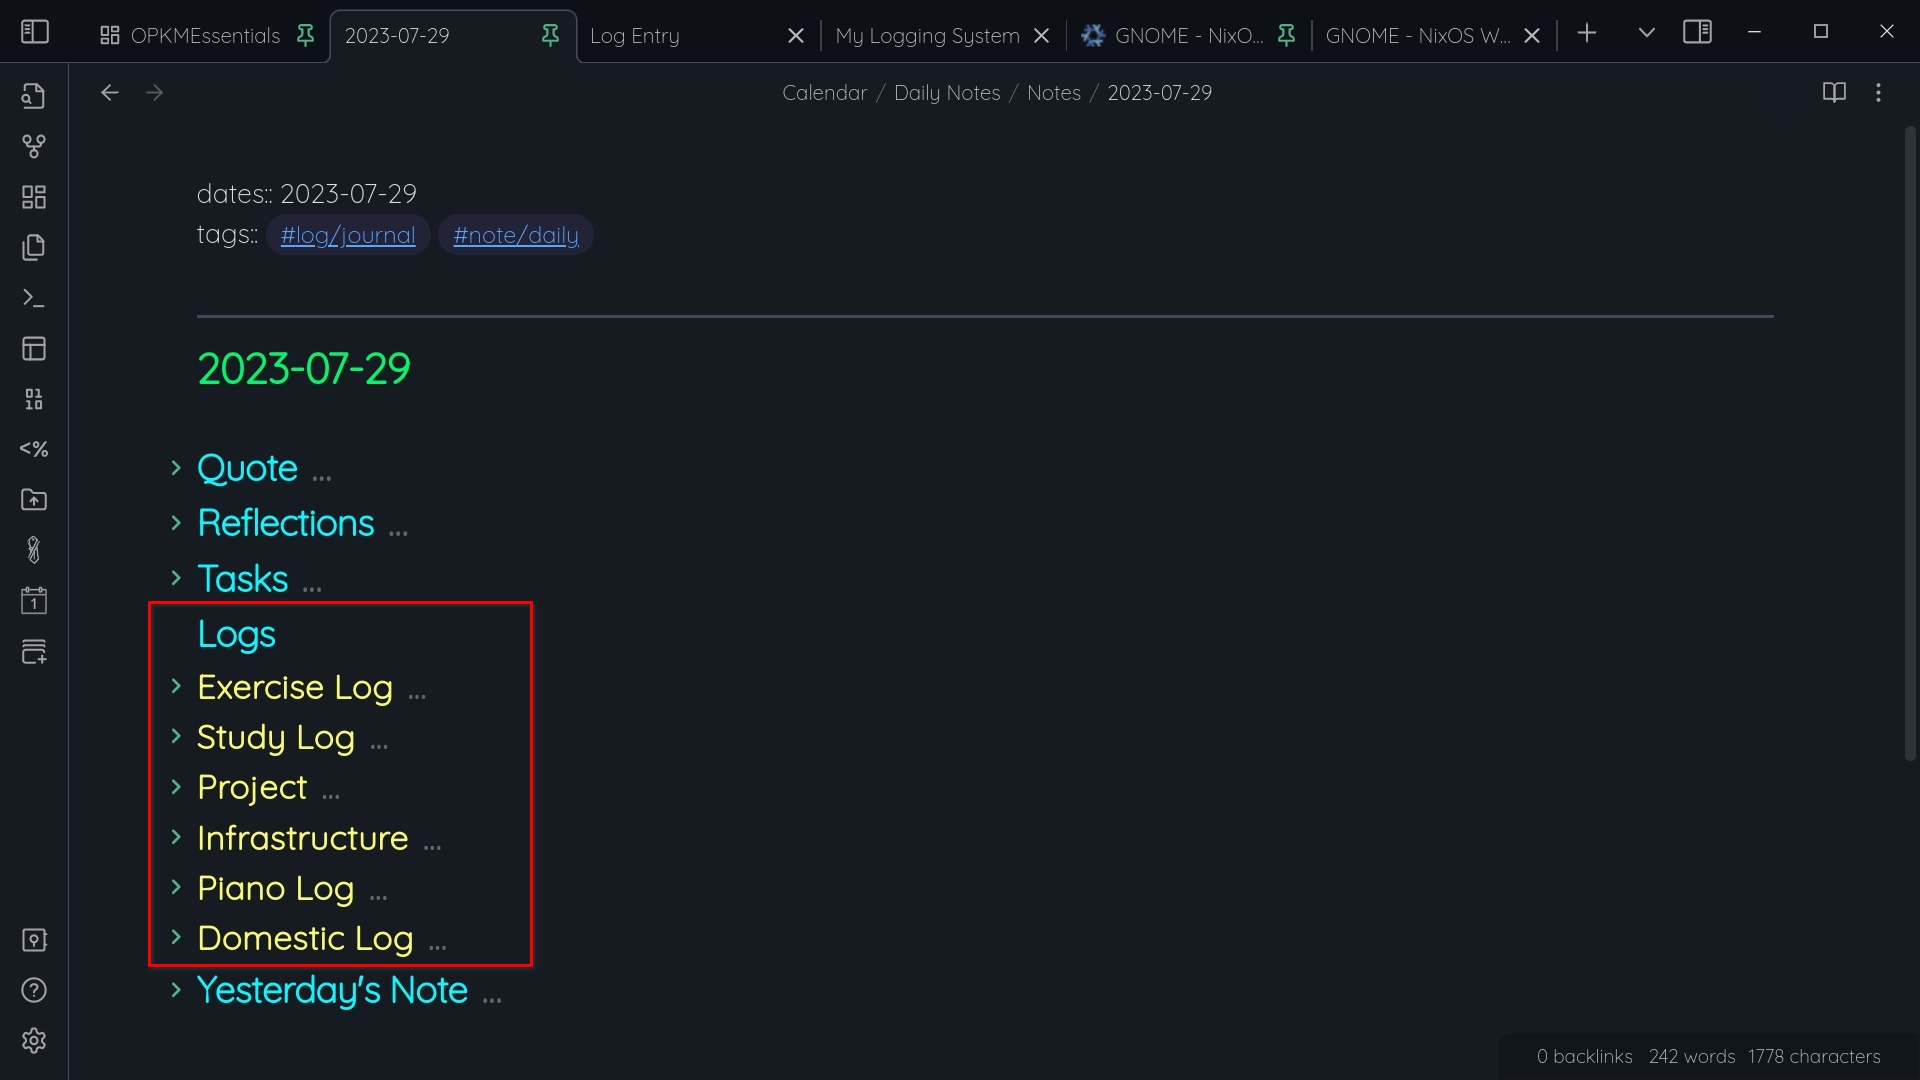 OPKMEssentials
2023-07-29
Log Entry
My Logging System
GNOME - NixO...
GNOME - NixOS W...
Calendar / Daily Notes / Notes / 2023-07-29
dates:: 2023-07-29
tags:: #log/journal #note/daily
2023-07-29
Quote ...
Reflections ...
Tasks ...
Logs
Exercise Log ...
Study Log ...
Project ...
Infrastructure ...
Piano Log ...
Domestic Log ...
Yesterday's Note ...
0 backlinks 242 words 1778 characters